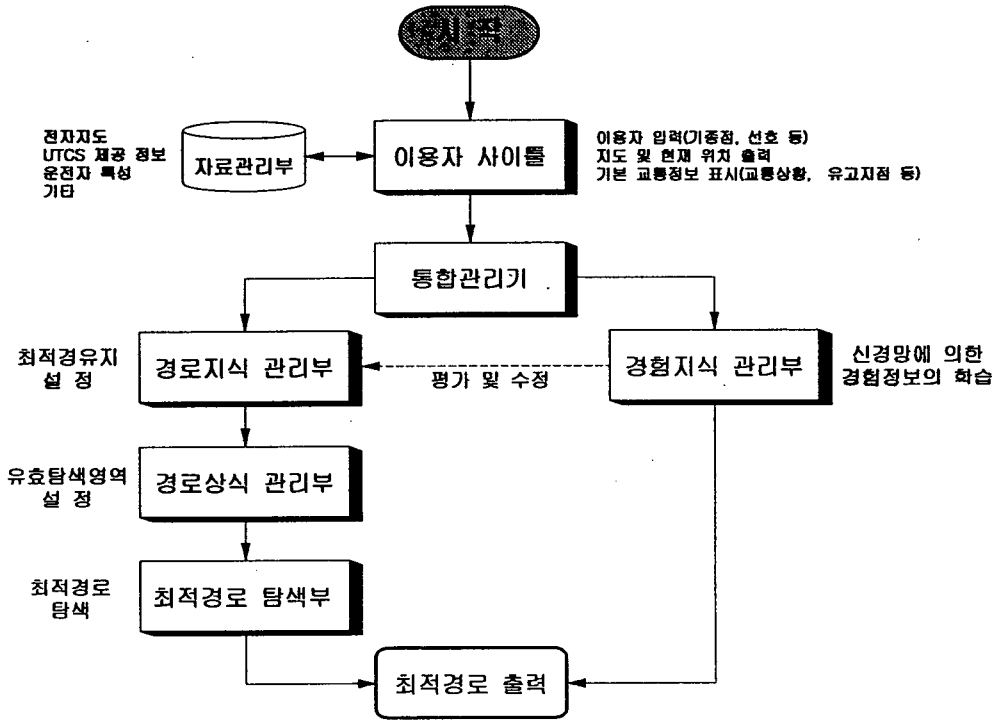 시작
전자지도
UTCS 제공 정보
운전자 특성
기타
자료관리부
이용자 사이틀
이용자 입력(기종점, 선호 등)
지도 및 현재 위치 출력
기본 교통정보 표시(교통상황, 유고지점 등)
통합관리기
최적경유지
설 정
경로지식 관리부
평가 및 수정
경험지식 관리부
신경망에 의한
경험정보의 학습
유효탐색영역
설 정
경로상식 관리부
최적경로
탐색
최적경로 탐색부
최적경로 출력